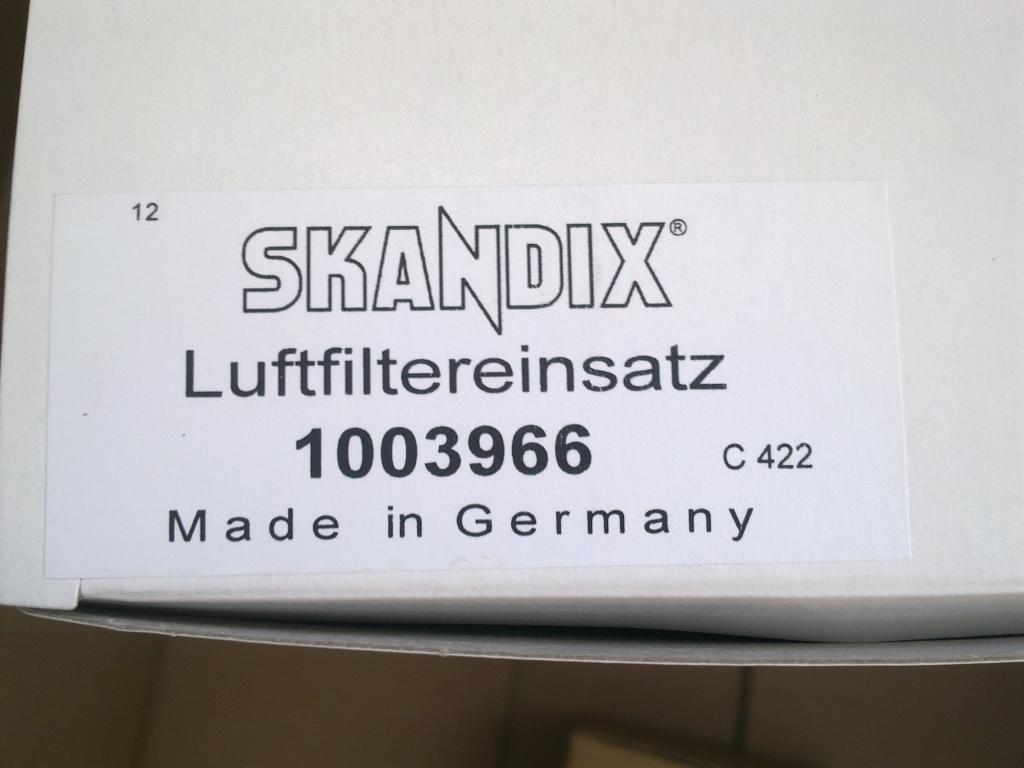 12
SKANDIX®
Luftfiltereinsatz
1003966 C 422
Made in Germany